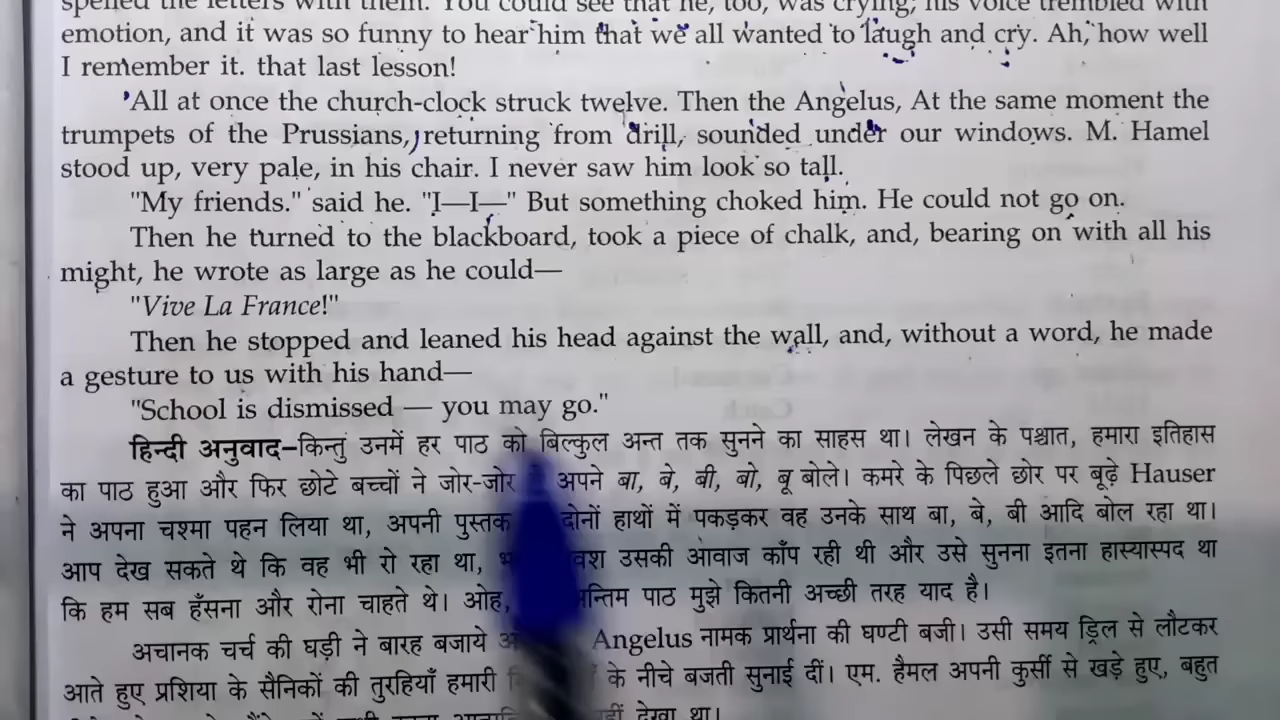 spelled the letters with them. You could see that he, too, was crying; his voice trembled with
emotion, and it was so funny to hear him that we all wanted to laugh and cry. Ah, how well
I remember it. that last lesson!
All at once the church-clock struck twelve. Then the Angelus, At the same moment the
trumpets of the Prussians, returning from drill, sounded under our windows. M. Hamel
stood up, very pale, in his chair. I never saw him look so tall.
"My friends." said he. "I—I—" But something choked him. He could not go on.
Then he turned to the blackboard, took a piece of chalk, and, bearing on with all his
might, he wrote as large as he could—
"Vive La France!"
Then he stopped and leaned his head against the wall, and, without a word, he made
a gesture to us with his hand—
"School is dismissed — you may go."
हिन्दी अनुवाद–किन्तु उनमें हर पाठ को बिल्कुल अन्त तक सुनने का साहस था। लेखन के पश्चात, हमारा इतिहास
का पाठ हुआ और फिर छोटे बच्चों ने जोर-जोर अपने बा, बे, बी, बो, बू बोले। कमरे के पिछले छोर पर बूढ़े Hauser
ने अपना चश्मा पहन लिया था, अपनी पुस्तक दोनों हाथों में पकड़कर वह उनके साथ बा, बे, बी आदि बोल रहा था।
आप देख सकते थे कि वह भी रो रहा था, उसकी आवाज काँप रही थी और उसे सुनना इतना हास्यास्पद था
कि हम सब हँसना और रोना चाहते थे। ओह, पाठ मुझे कितनी अच्छी तरह याद है।
अचानक चर्च की घड़ी ने बारह बजाये Angelus नामक प्रार्थना की घण्टी बजी। उसी समय ड्रिल से लौटकर
आते हुए प्रशिया के सैनिकों की तुरहियाँ हमारी के नीचे बजती सुनाई दीं। एम. हैमल अपनी कुर्सी से खड़े हुए, बहुत
देखा था।